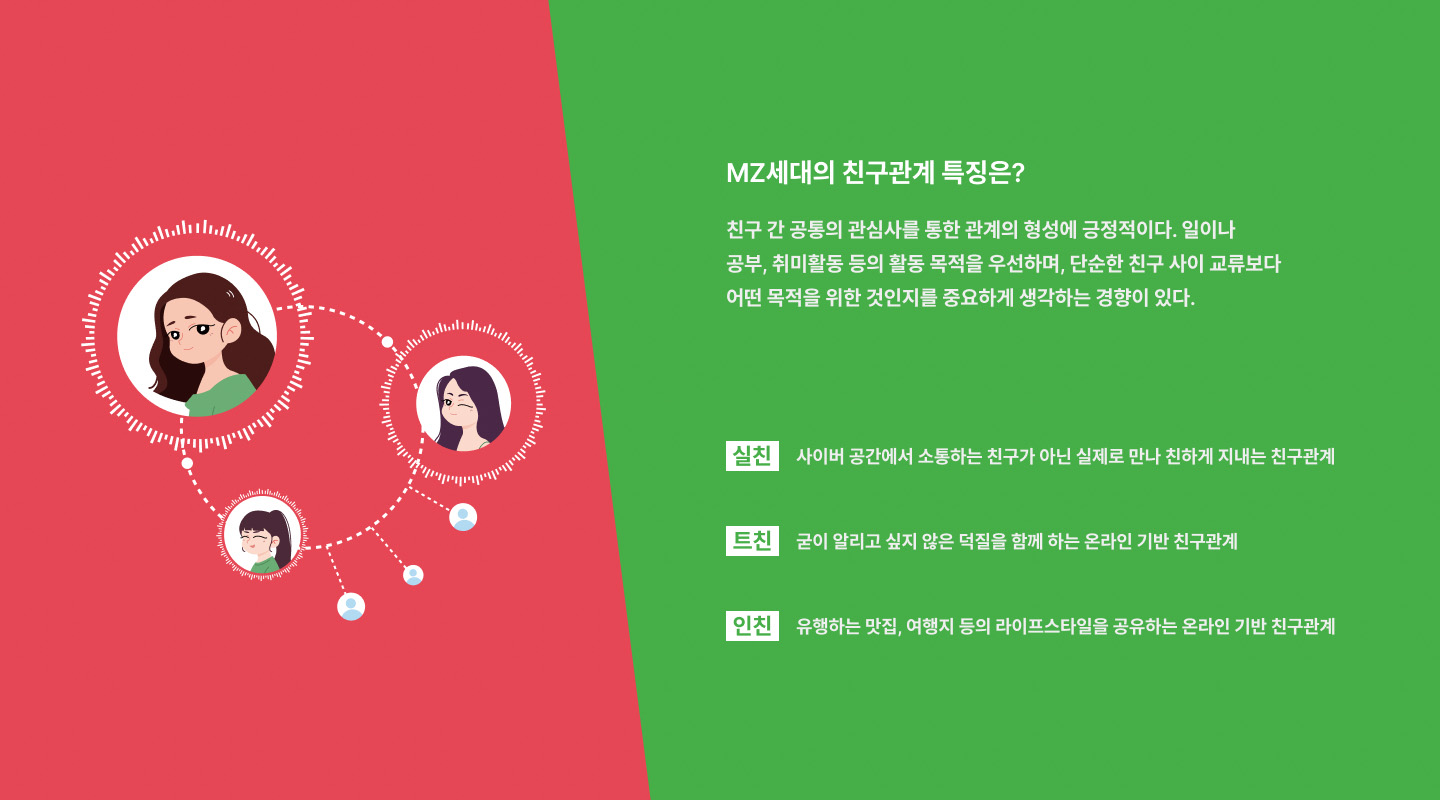 MZ세대의 친구관계 특징은?
친구 간 공통의 관심사를 통한 관계의 형성에 긍정적이다. 일이나
공부, 취미활동 등의 활동 목적을 우선하며, 단순한 친구 사이 교류보다
어떤 목적을 위한 것인지를 중요하게 생각하는 경향이 있다.
실친 사이버 공간에서 소통하는 친구가 아닌 실제로 만나 친하게 지내는 친구관계
트친 굳이 알리고 싶지 않은 덕질을 함께 하는 온라인 기반 친구관계
인친 유행하는 맛집, 여행지 등의 라이프스타일을 공유하는 온라인 기반 친구관계